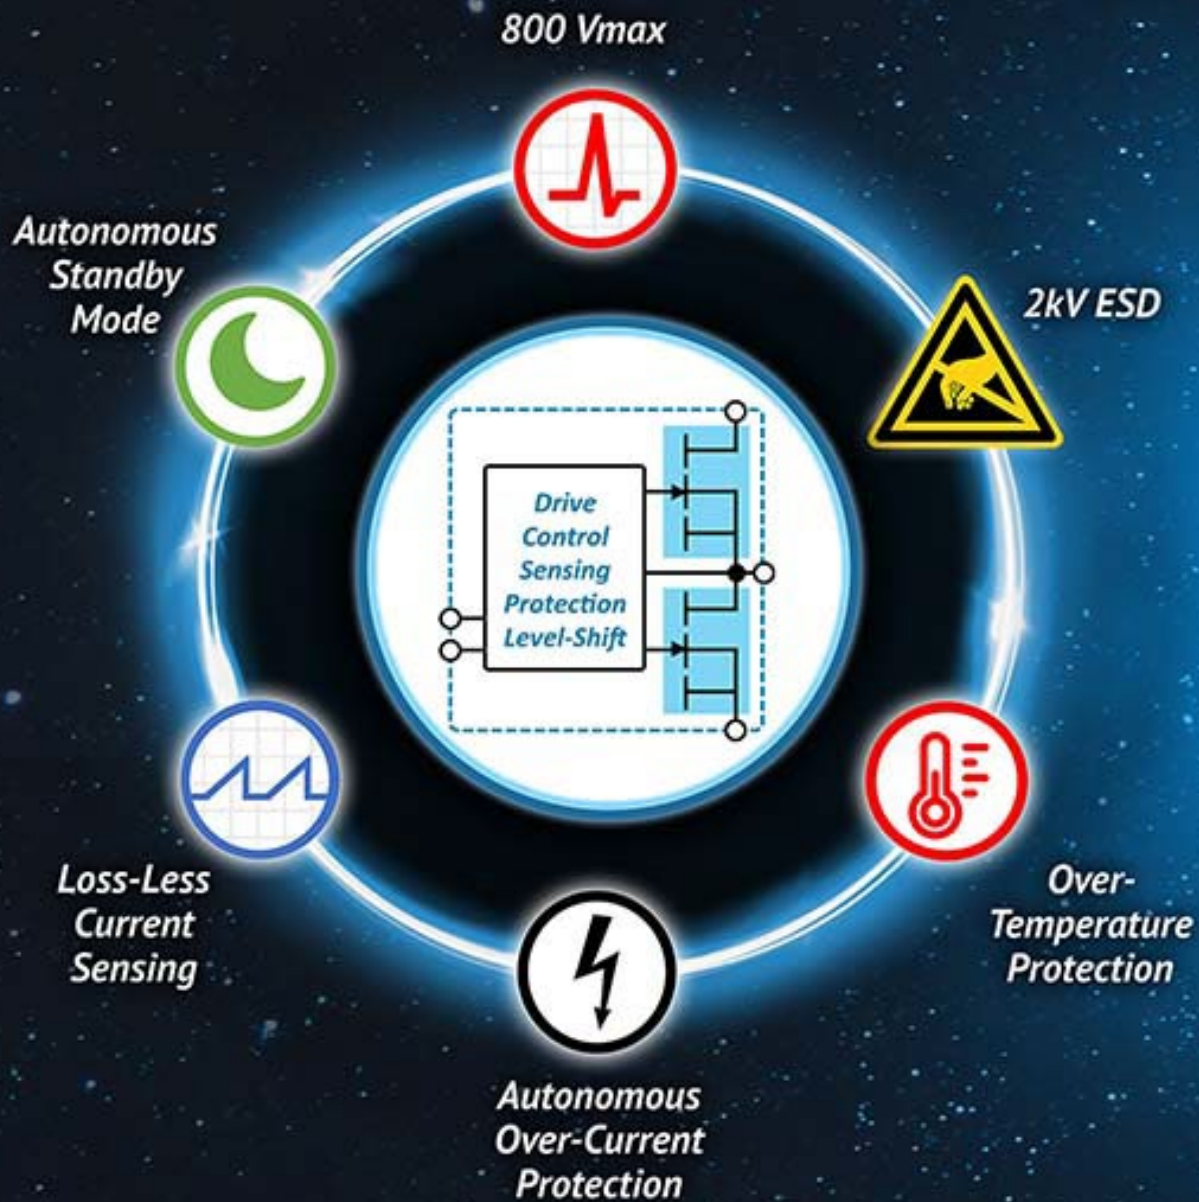 800 Vmax
Autonomous
Standby
Mode
2kV ESD
Drive
Control
Sensing
Protection
Level-Shift
Loss-Less
Current
Sensing
Over-
Temperature
Protection
Autonomous
Over-Current
Protection